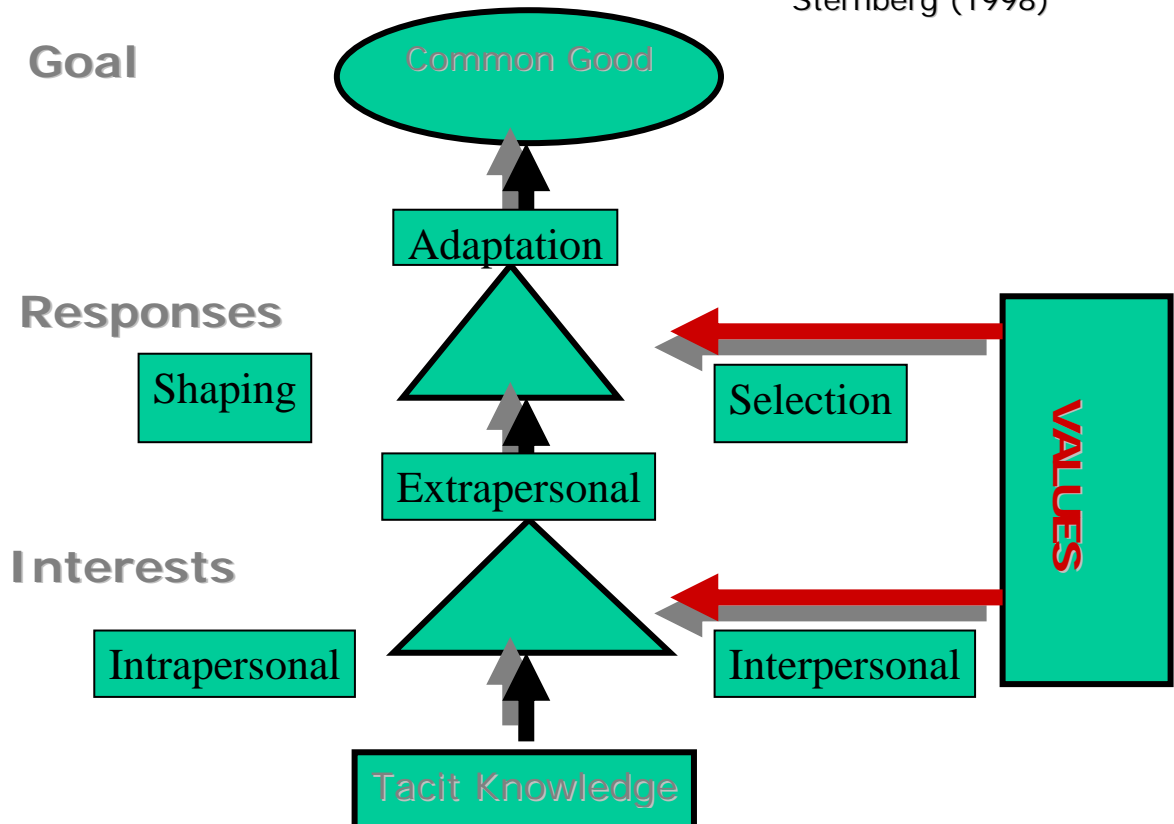 Sternberg (1998)
Goal
Common Good
Adaptation
Responses
Shaping
Selection
Extrapersonal
VALUES
Interests
Intrapersonal
Interpersonal
Tacit Knowledge